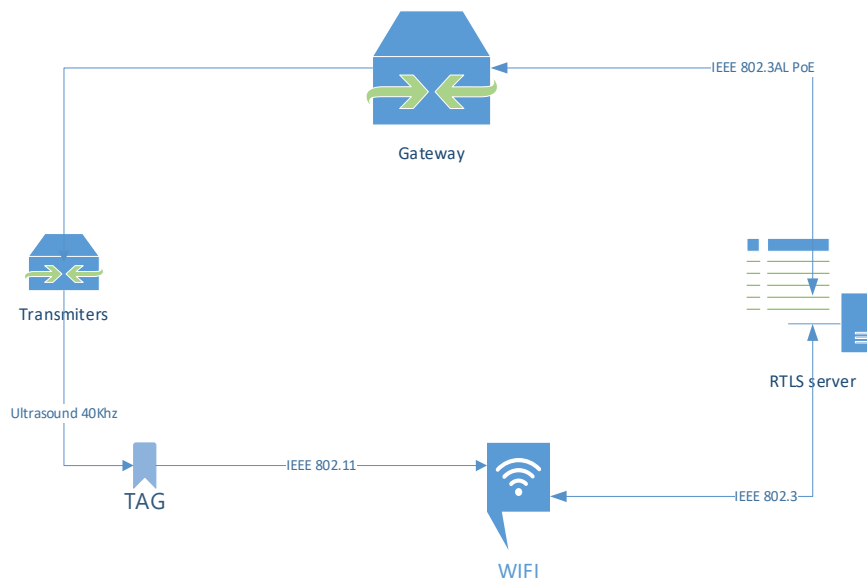 IEEE 802.3AL PoE
Gateway
Transmiters
RTLS server
Ultrasound 40Khz
IEEE 802.11
TAG
IEEE 802.3
WIFI